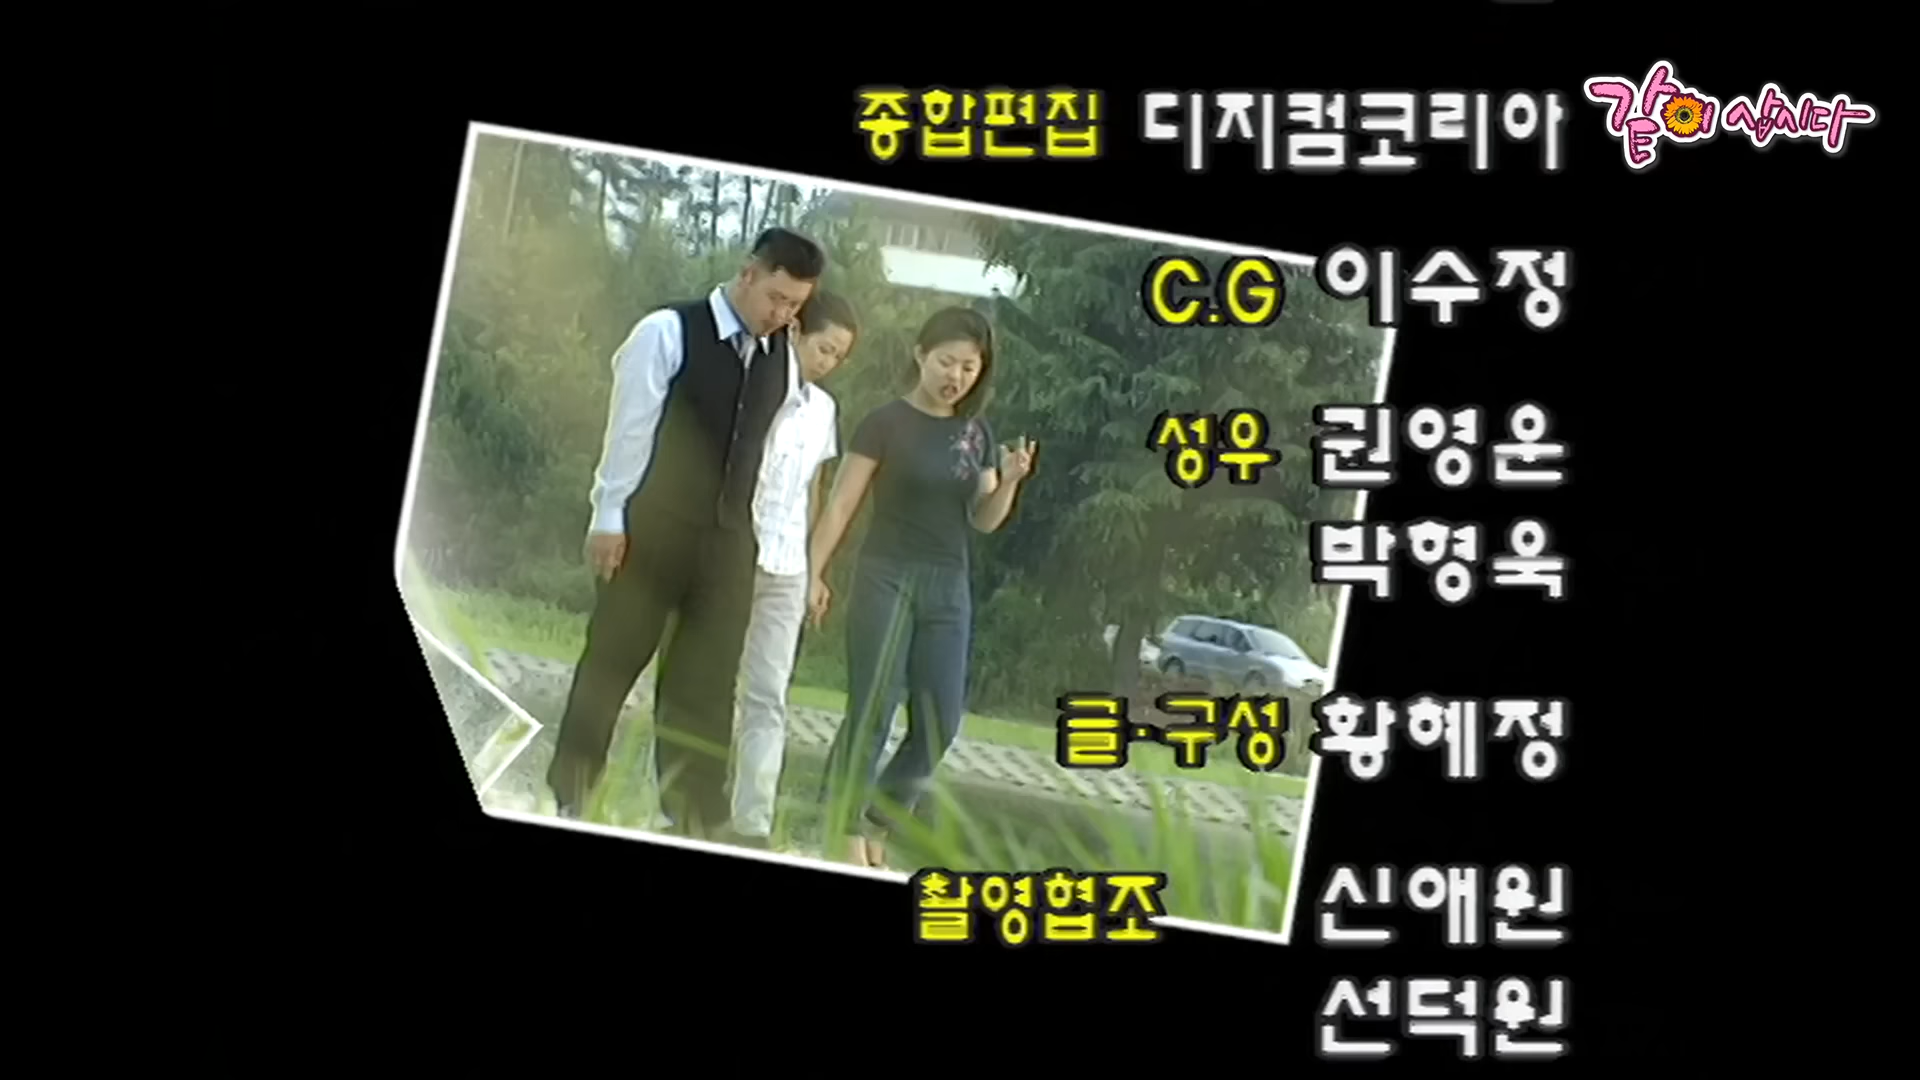 종합편집 디지컴코리아
같이 삽시다
C.G 이수정
성우 권영운
박형욱
글·구성 황혜정
촬영협조 신애원
선덕원